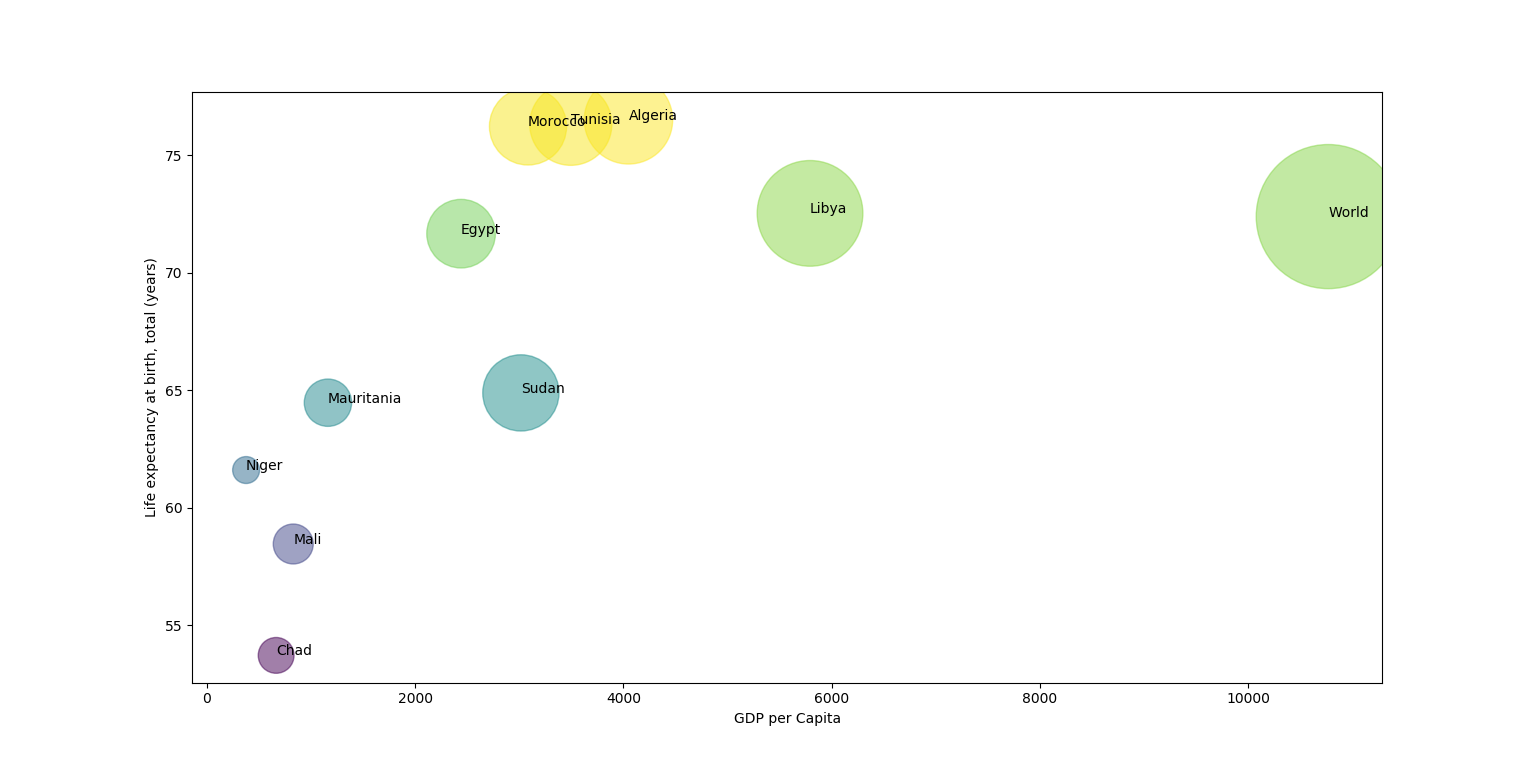 Morocco
Tunisia
Algeria
75
Libya
World
Egypt
70
Life expectancy at birth, total (years)
65
Sudan
Mauritania
Niger
60
Mali
Chad
55
0 2000 4000 6000 8000 10000
GDP per Capita